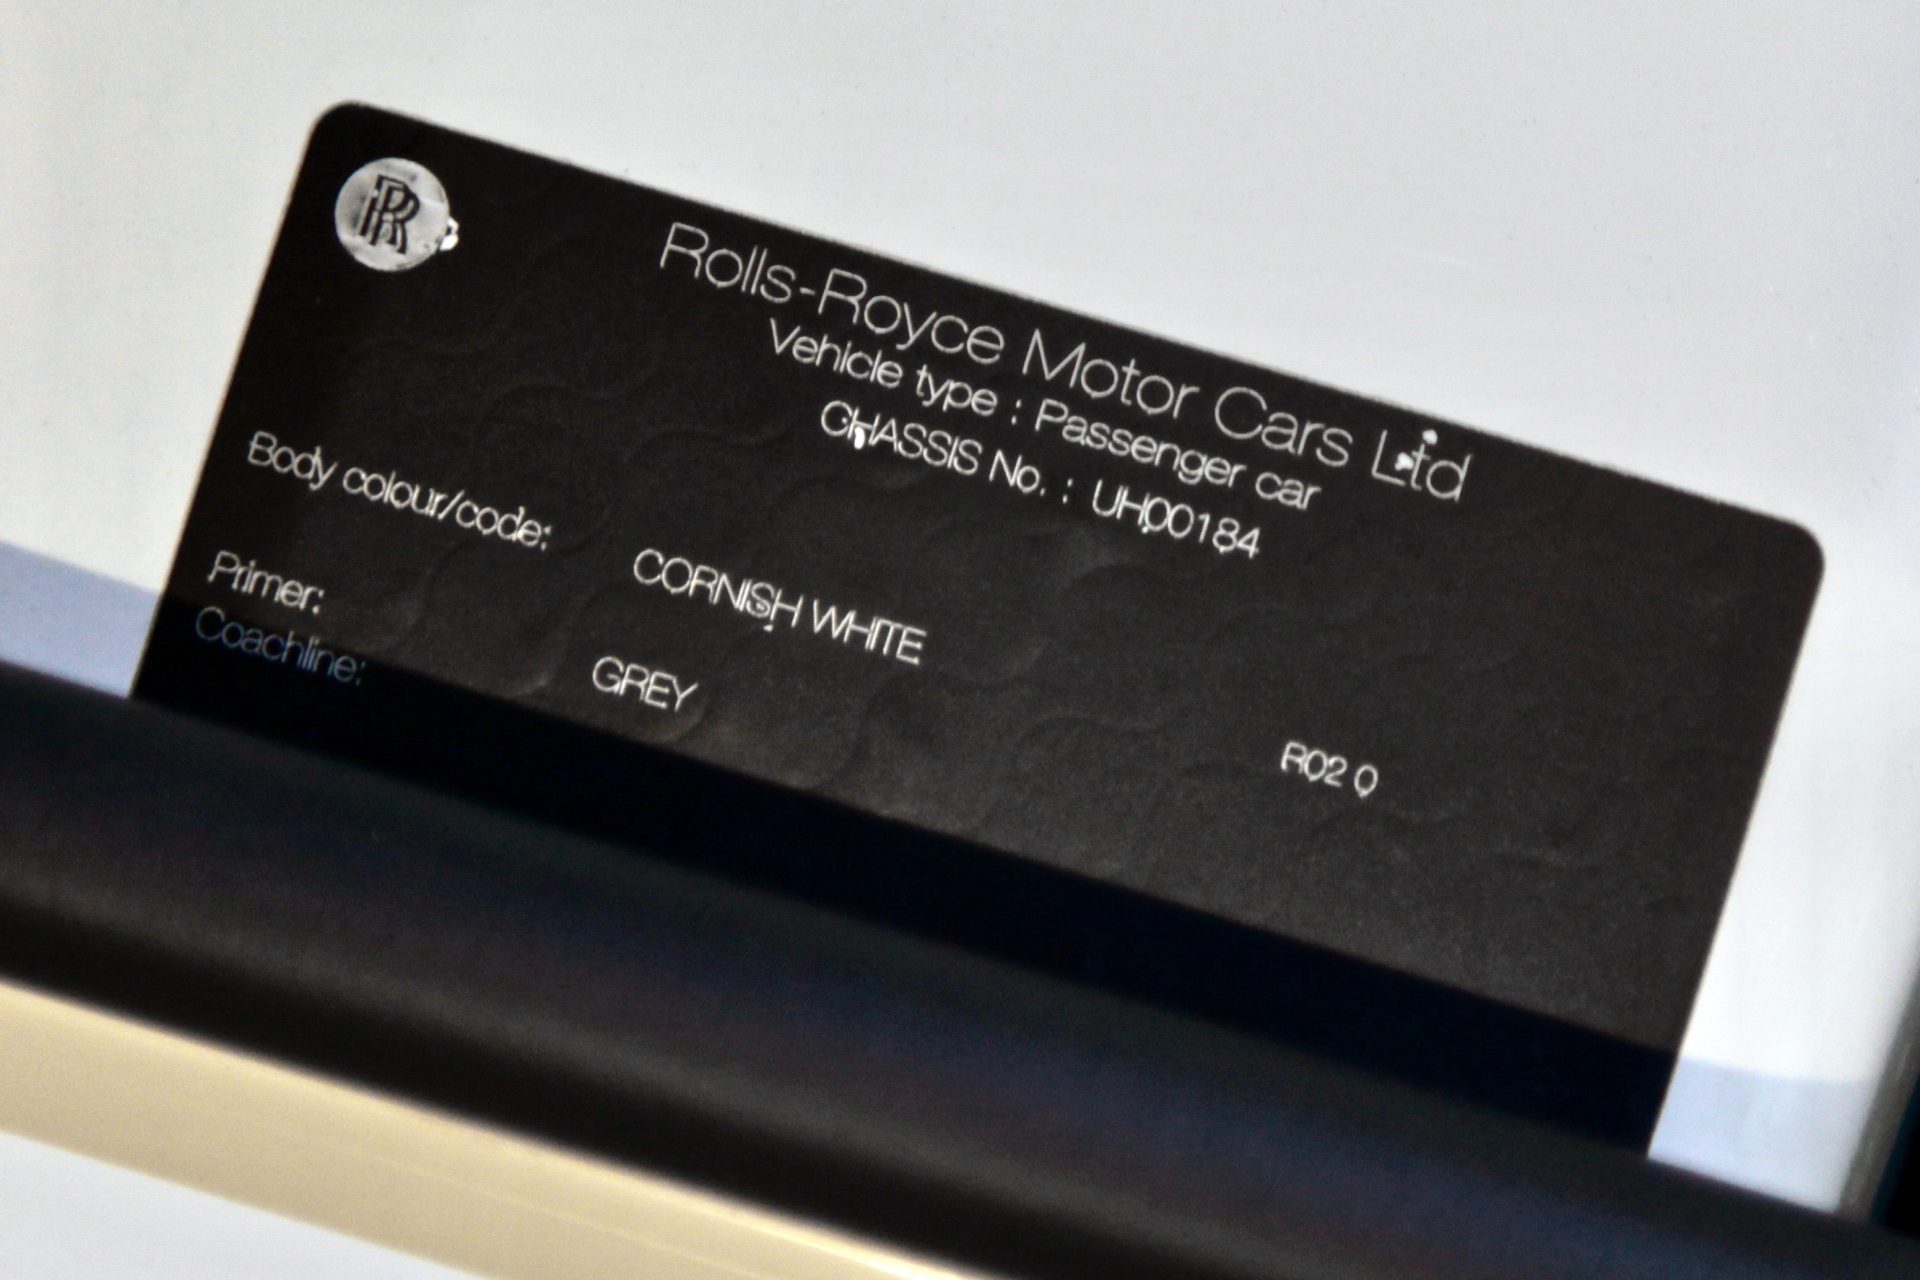 RR
Rolls-Royce Motor Cars Ltd
Vehicle type : Passenger car
CHASSIS No. : UH00184
Body colour/code: CORNISH WHITE R02 0
Primer: GREY
Coachline: